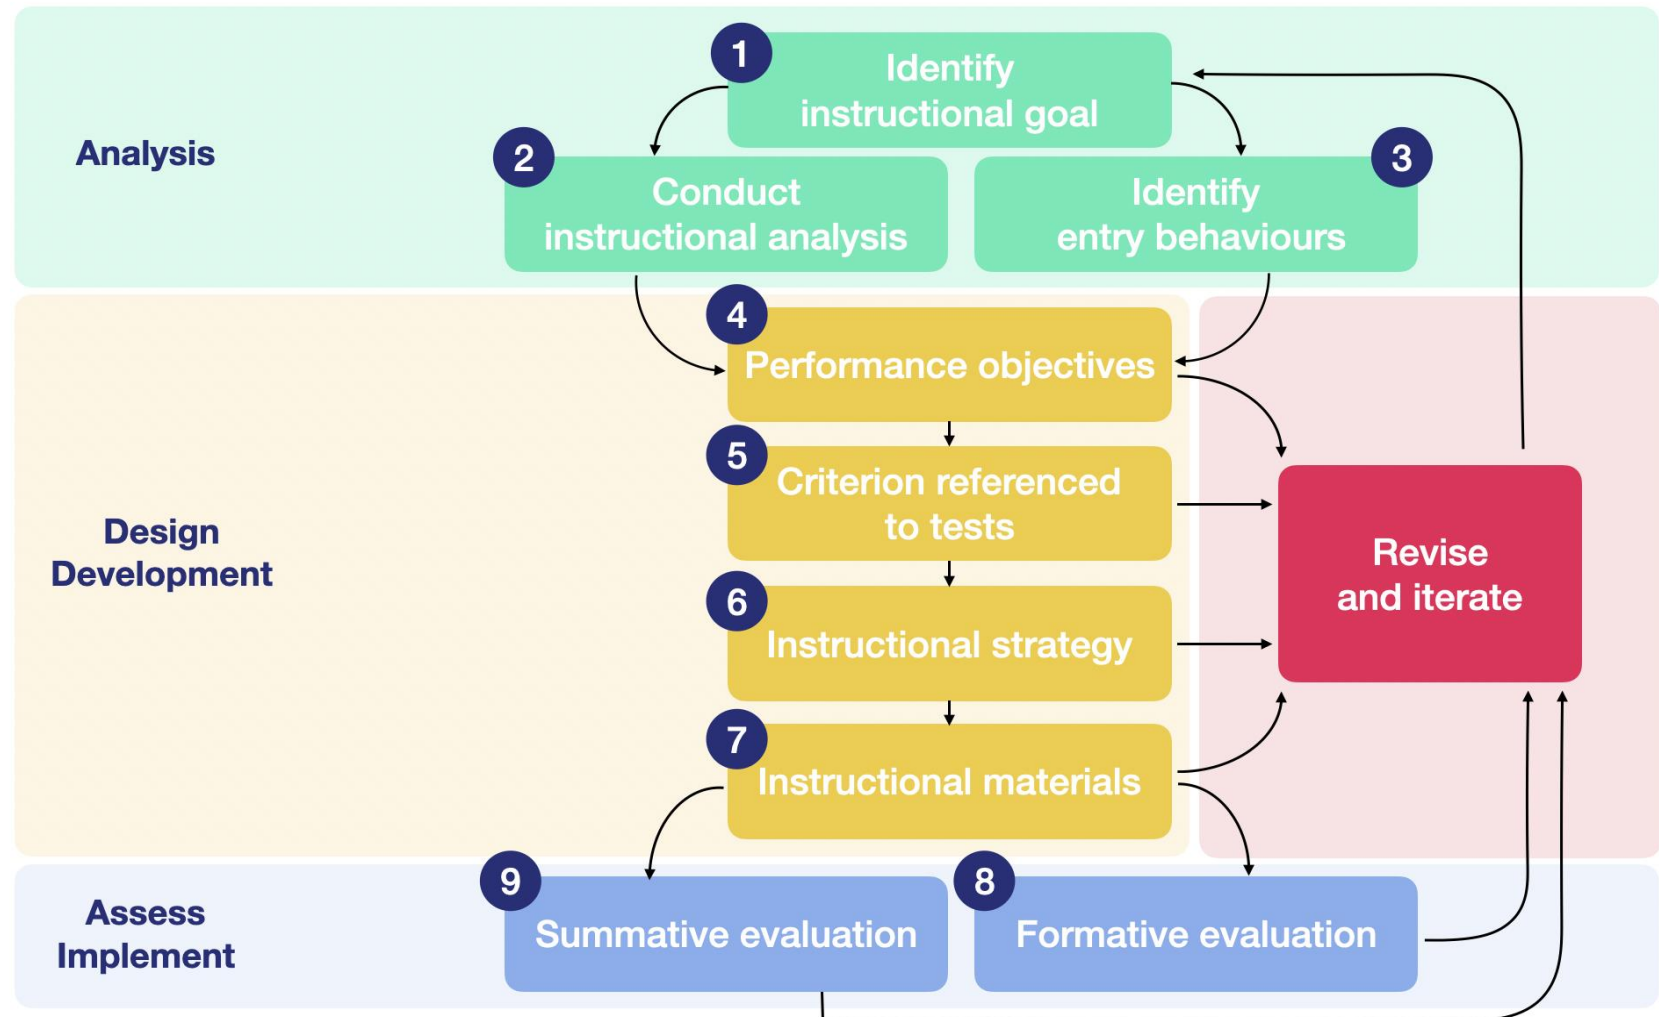 Analysis
1
Identify
instructional goal
2
Conduct
instructional analysis
3
Identify
entry behaviours
Design
Development
4
Performance objectives
5
Criterion referenced
to tests
6
Instructional strategy
7
Instructional materials
Revise
and iterate
Assess
Implement
9
Summative evaluation
8
Formative evaluation